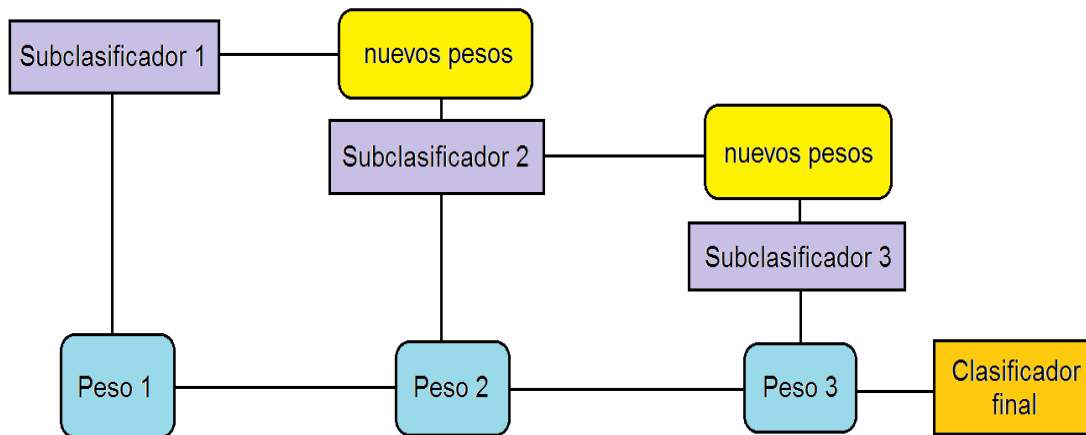 Subclasificador 1
nuevos pesos
Subclasificador 2
nuevos pesos
Subclasificador 3
Peso 1
Peso 2
Peso 3
Clasificador
final